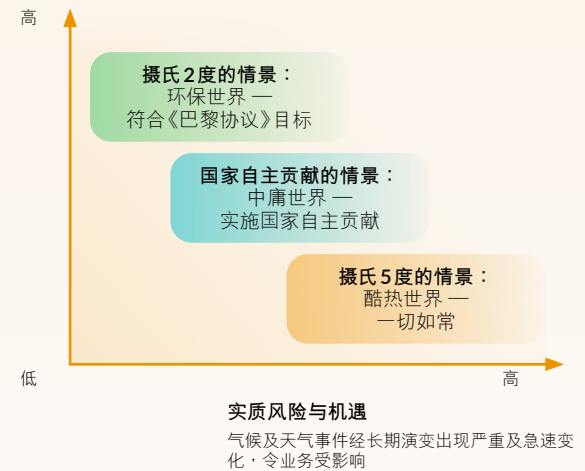 高
摄氏2度的情景：
环保世界 —
符合《巴黎协议》目标
国家自主贡献的情景：
中庸世界 —
实施国家自主贡献
摄氏5度的情景：
酷热世界 —
一切如常
低
高
实质风险与机遇
气候及天气事件经长期演变出现严重及急速变
化，令业务受影响